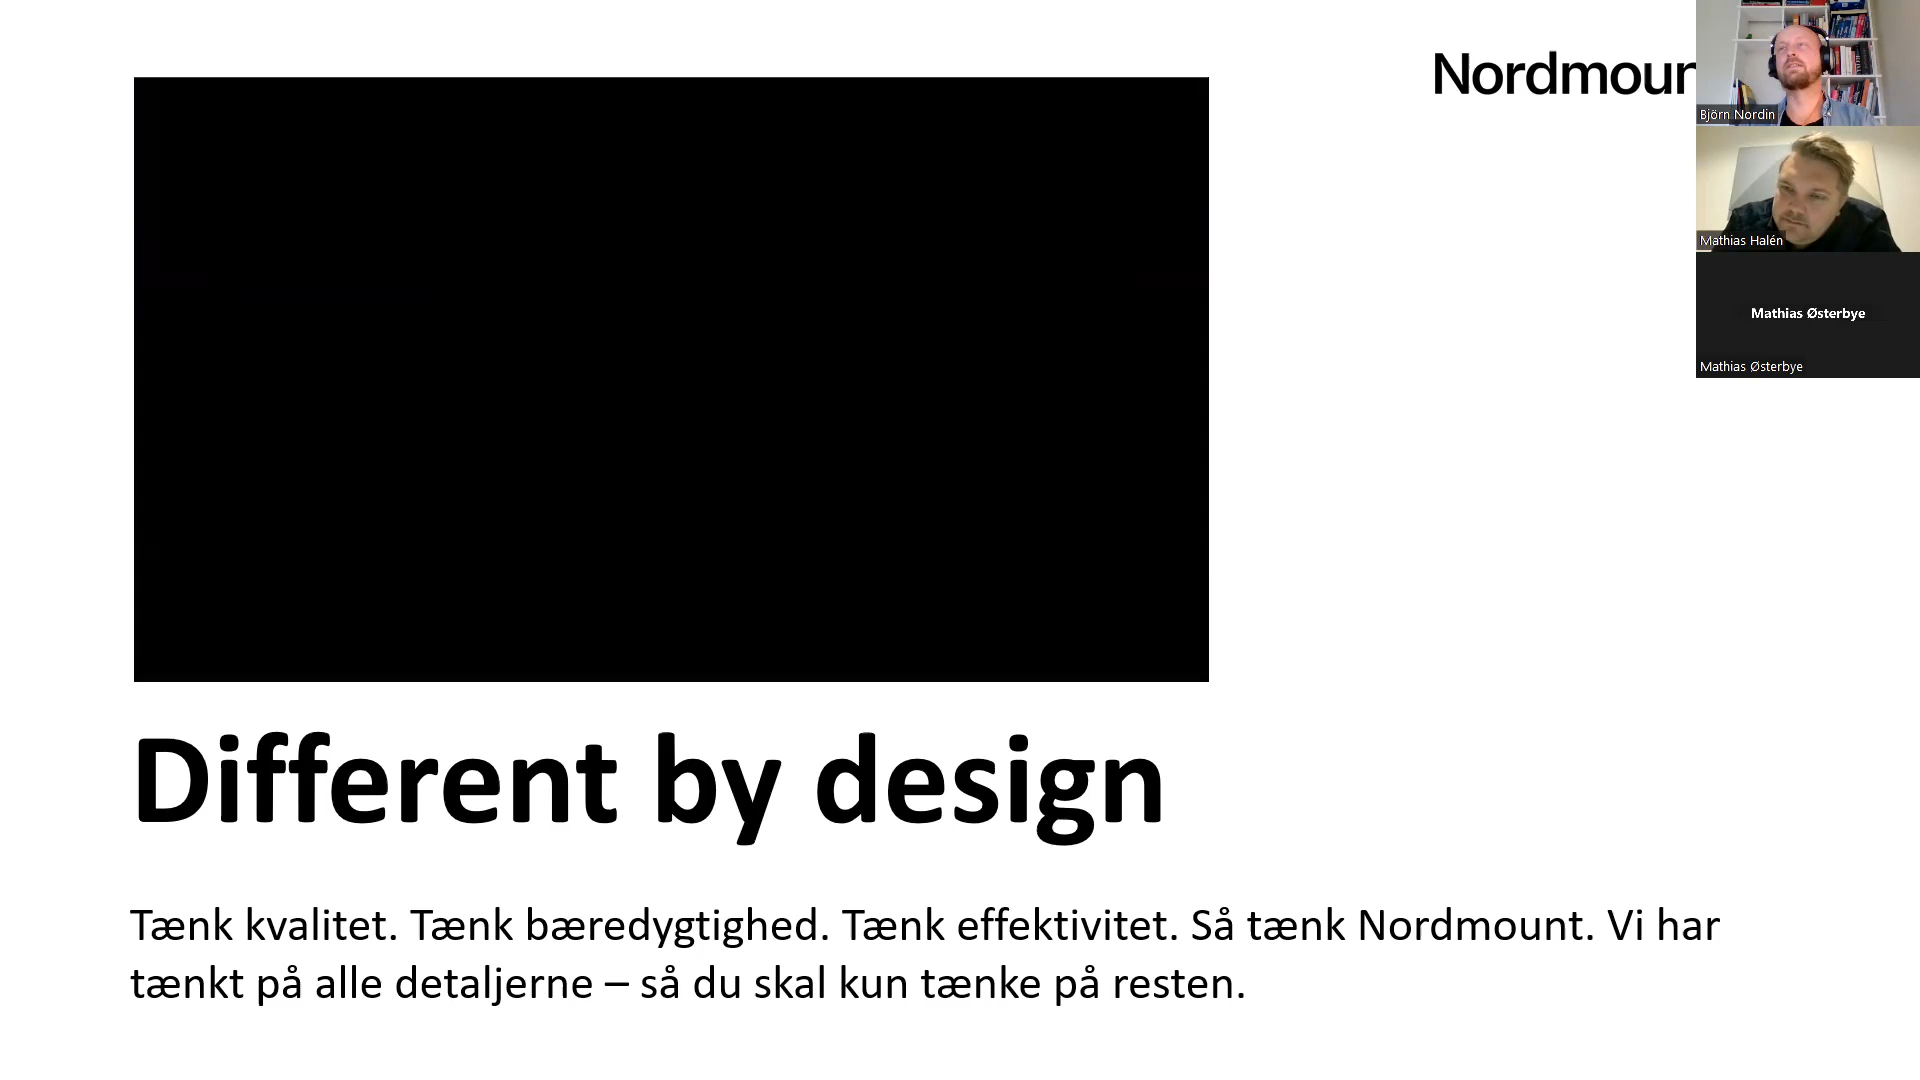 Nordmoun
Björn Nordin
Mathias Halén
Mathias Østerbye
Mathias Østerbye
Different by design
Tænk kvalitet. Tænk bæredygtighed. Tænk effektivitet. Så tænk Nordmount. Vi har
tænkt på alle detaljerne – så du skal kun tænke på resten.